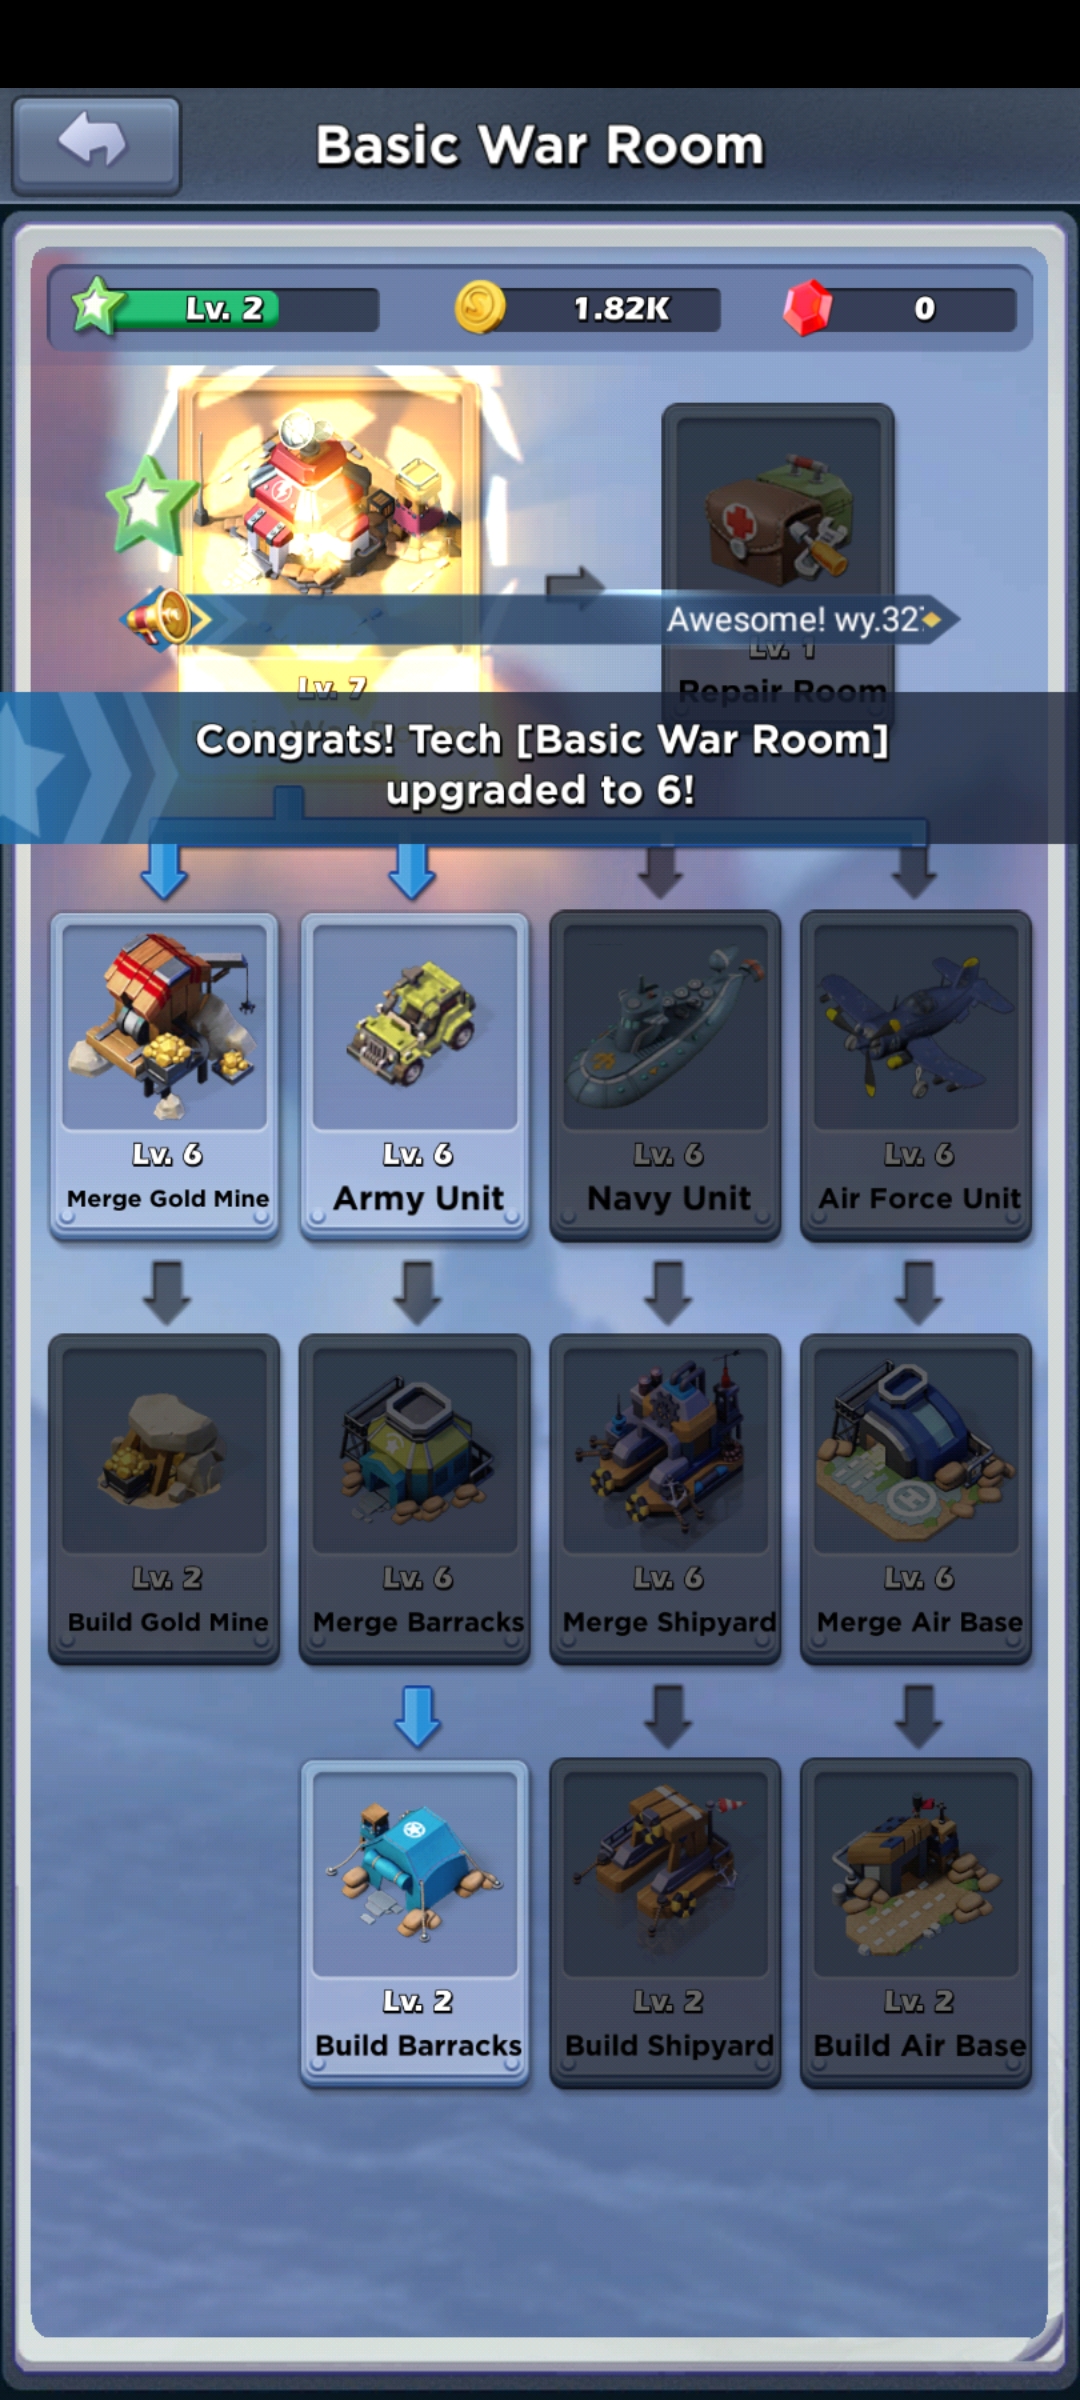 Basic War Room
Lv. 2
1.82K
0
Awesome! wy.32
Lv. 1
Lv. 7
Repair Room
Congrats! Tech [Basic War Room]
upgraded to 6!
Lv. 6
Lv. 6
Lv. 6
Lv. 6
Merge Gold Mine
Army Unit
Navy Unit
Air Force Unit
Lv. 2
Lv. 6
Lv. 6
Lv. 6
Build Gold Mine
Merge Barracks
Merge Shipyard
Merge Air Base
Lv. 2
Lv. 2
Lv. 2
Build Barracks
Build Shipyard
Build Air Base